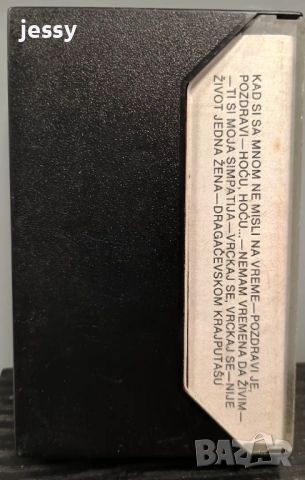 jessy
KAD SI SA MNOM NE MISLI NA VREME—POZDRAVI JE,
POZDRAVI—HOĆU, HOĆU...—NEMAM VREMENA DA ŽIVIM—
—TI SI MOJA SIMPATIJA—VRCKAJ SE, VRCKAJ SE—NIJE
ŽIVOT JEDNA ŽENA—DRAGAČEVSKOM KRAJPUTAŠU
BAZAR